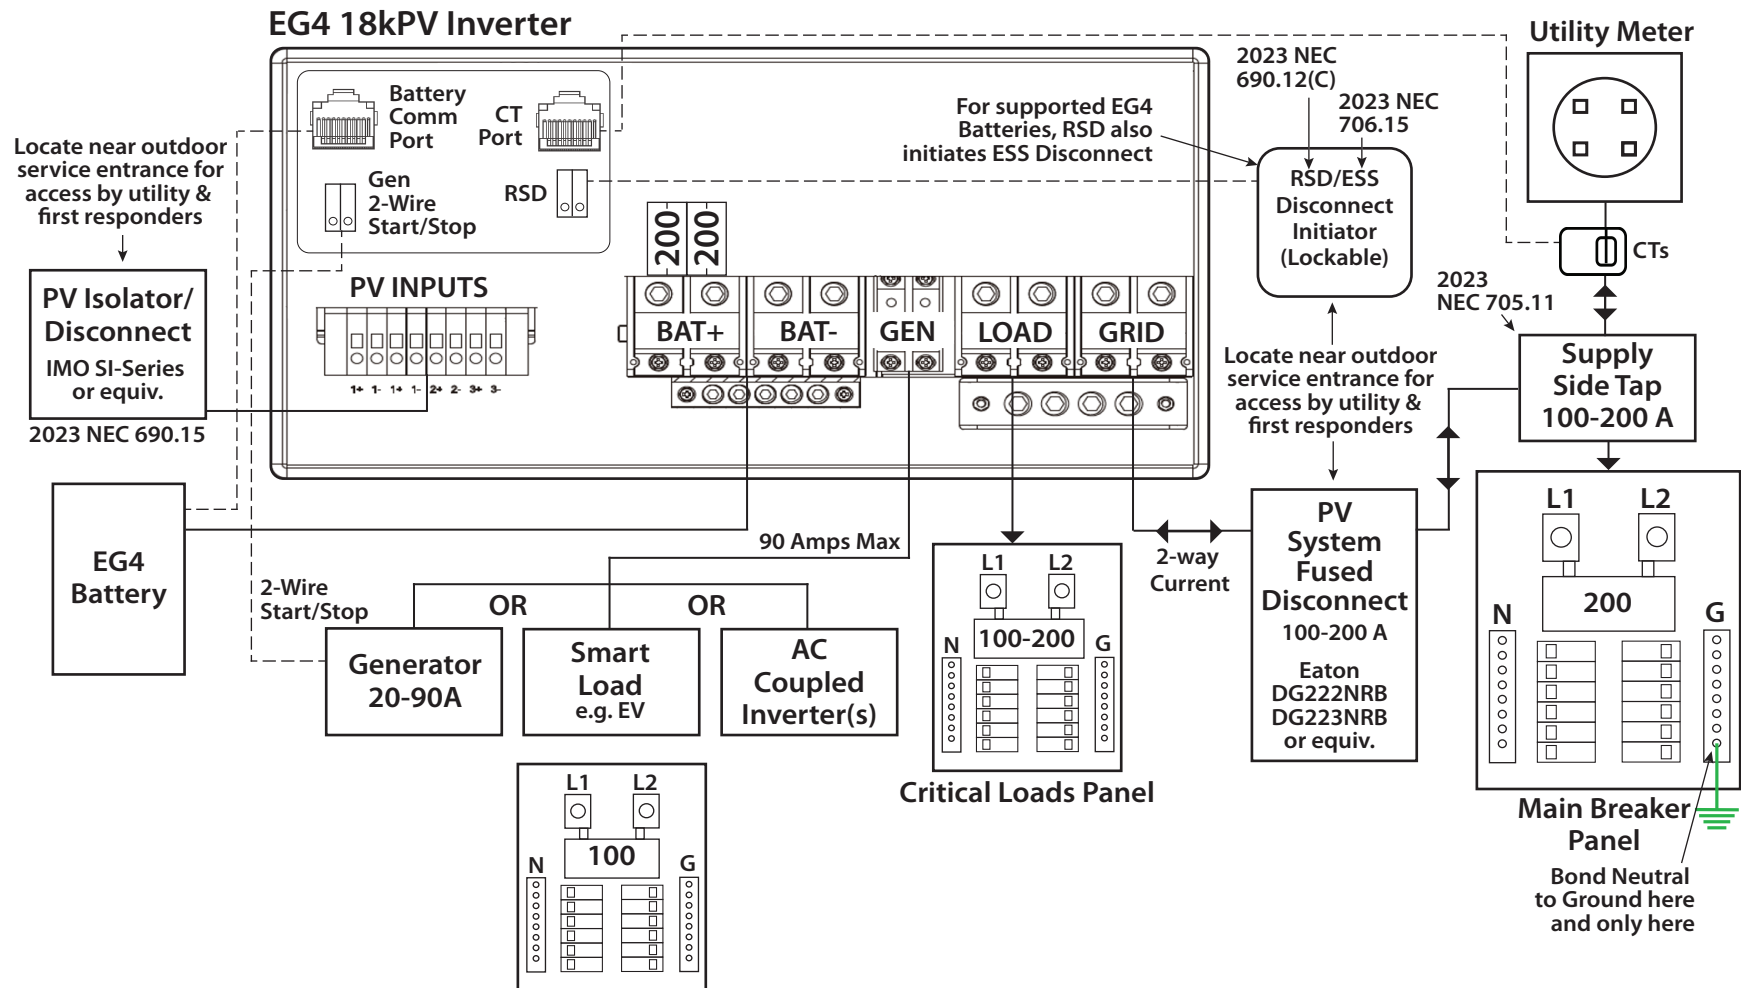 EG4 18kPV Inverter
Battery
Comm
Port
CT
Port
Gen
2-Wire
Start/Stop
RSD
PV INPUTS
1+ 1- 1+ 1- 2+ 2- 3+ 3-
200 200
BAT+ BAT- GEN LOAD GRID
Locate near outdoor
service entrance for
access by utility &
first responders
PV Isolator/
Disconnect
IMO SI-Series
or equiv.
2023 NEC 690.15
EG4
Battery
2-Wire
Start/Stop
90 Amps Max
OR OR
Generator
20-90A
Smart
Load
e.g. EV
AC
Coupled
Inverter(s)
L1 L2
100
N G
L1 L2
100-200
N G
Critical Loads Panel
For supported EG4
Batteries, RSD also
initiates ESS Disconnect
2023 NEC
690.12(C)
2023 NEC
706.15
RSD/ESS
Disconnect
Initiator
(Lockable)
Locate near outdoor
service entrance for
access by utility &
first responders
2-way
Current
PV
System
Fused
Disconnect
100-200 A
Eaton
DG222NRB
DG223NRB
or equiv.
Utility Meter
CTs
2023
NEC 705.11
Supply
Side Tap
100-200 A
L1 L2
200
N G
Main Breaker
Panel
Bond Neutral
to Ground here
and only here